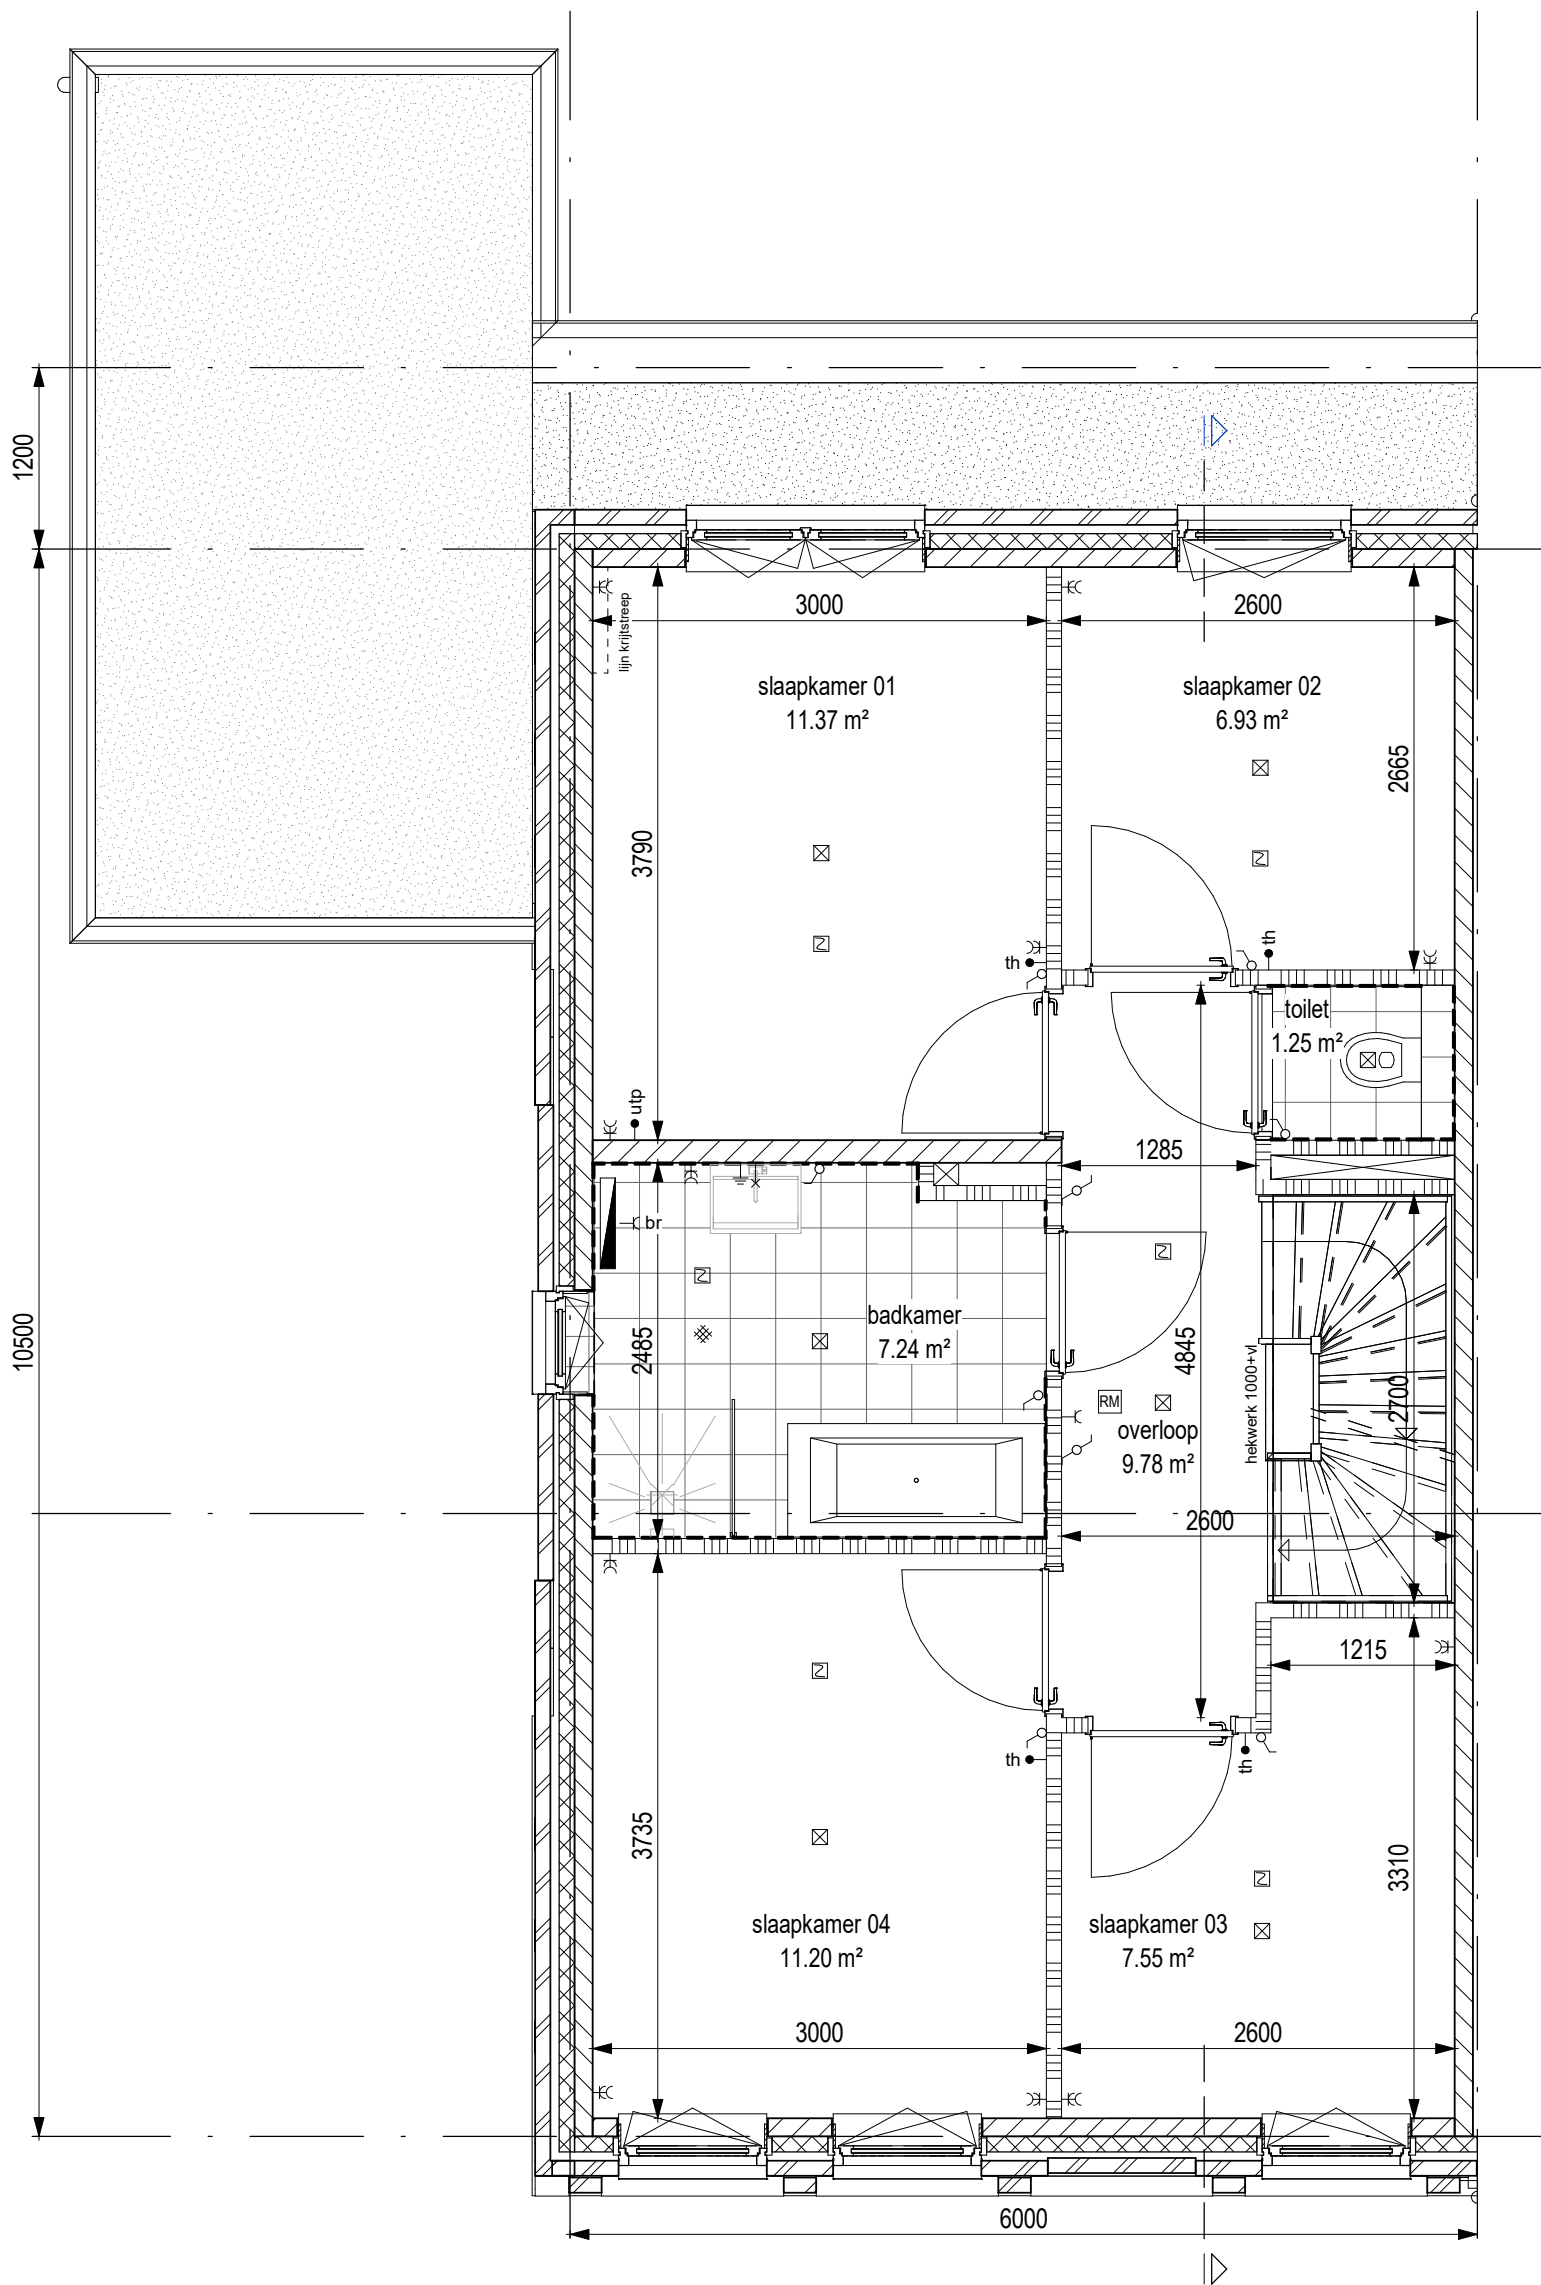 1200
3000
2600
lijn krijtstreep
slaapkamer 01
11.37 m²
slaapkamer 02
6.93 m²
2665
3790
th
th
toilet
1.25 m²
utp
1285
br
badkamer
7.24 m²
2485
10500
4845
hekwerk 1000+vl
2700
RM
overloop
9.78 m²
2600
1215
th
th
3735
3310
slaapkamer 04
11.20 m²
slaapkamer 03
7.55 m²
3000
2600
6000